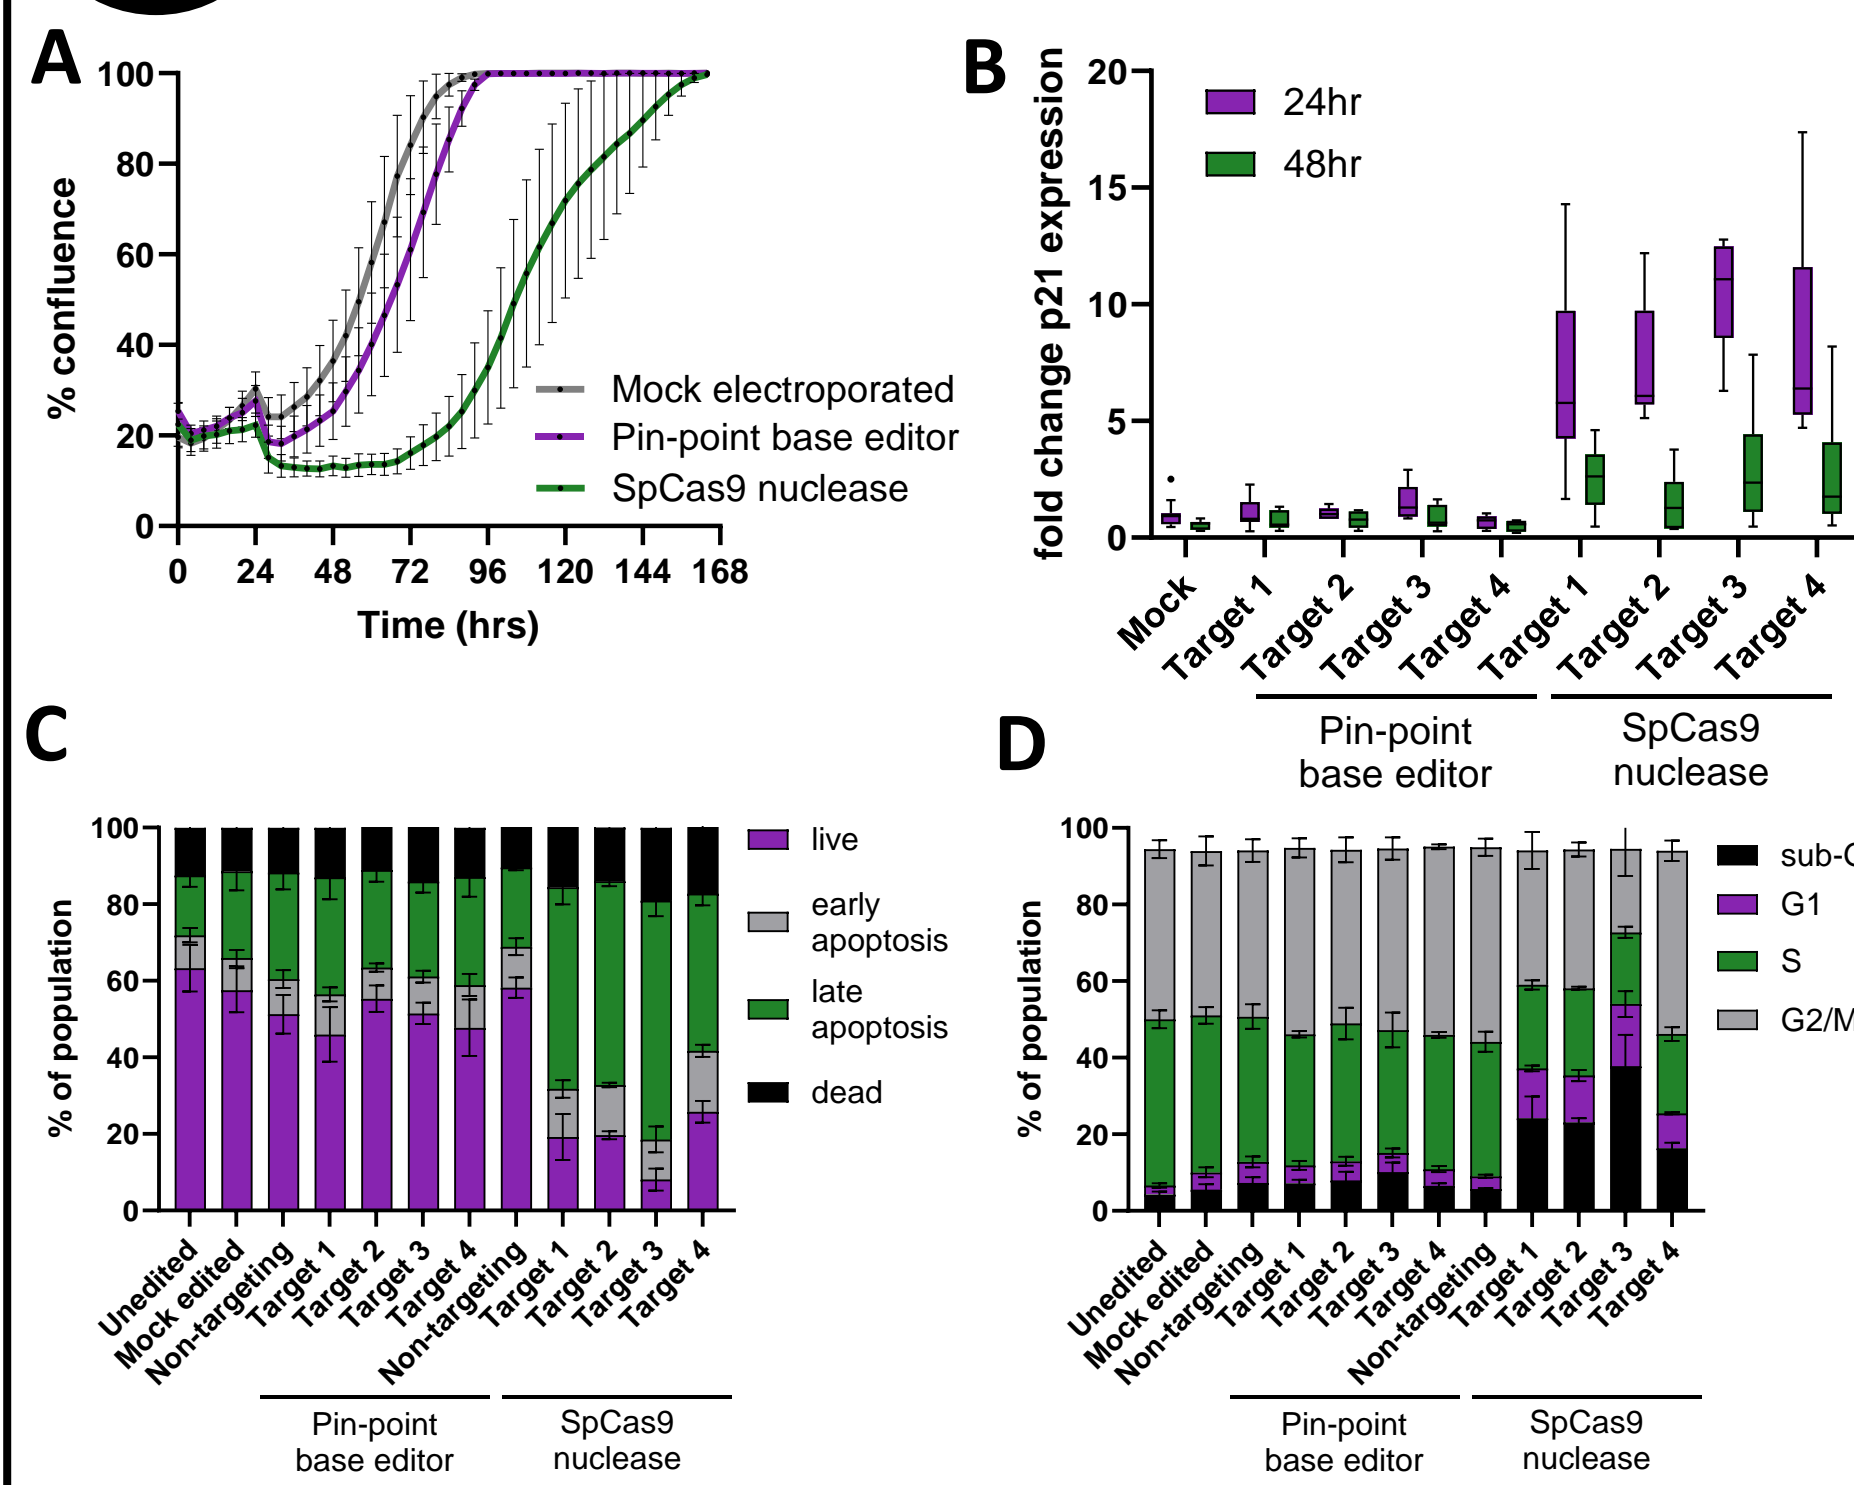 A
100
80
60
40
20
0
% confluence
0 24 48 72 96 120 144 168
Time (hrs)
Mock electroporated
Pin-point base editor
SpCas9 nuclease
B
fold change p21 expression
20
15
10
5
0
24hr
48hr
Mock
Target 1
Target 2
Target 3
Target 4
Target 1
Target 2
Target 3
Target 4
Pin-point
base editor
SpCas9
nuclease
C
% of population
100
80
60
40
20
0
live
early
apoptosis
late
apoptosis
dead
Unedited
Mock edited
Non-targeting
Target 1
Target 2
Target 3
Target 4
Non-targeting
Target 1
Target 2
Target 3
Target 4
Pin-point
base editor
SpCas9
nuclease
D
% of population
100
80
60
40
20
0
sub-G
G1
S
G2/M
Unedited
Mock edited
Non-targeting
Target 1
Target 2
Target 3
Target 4
Non-targeting
Target 1
Target 2
Target 3
Target 4
Pin-point
base editor
SpCas9
nuclease